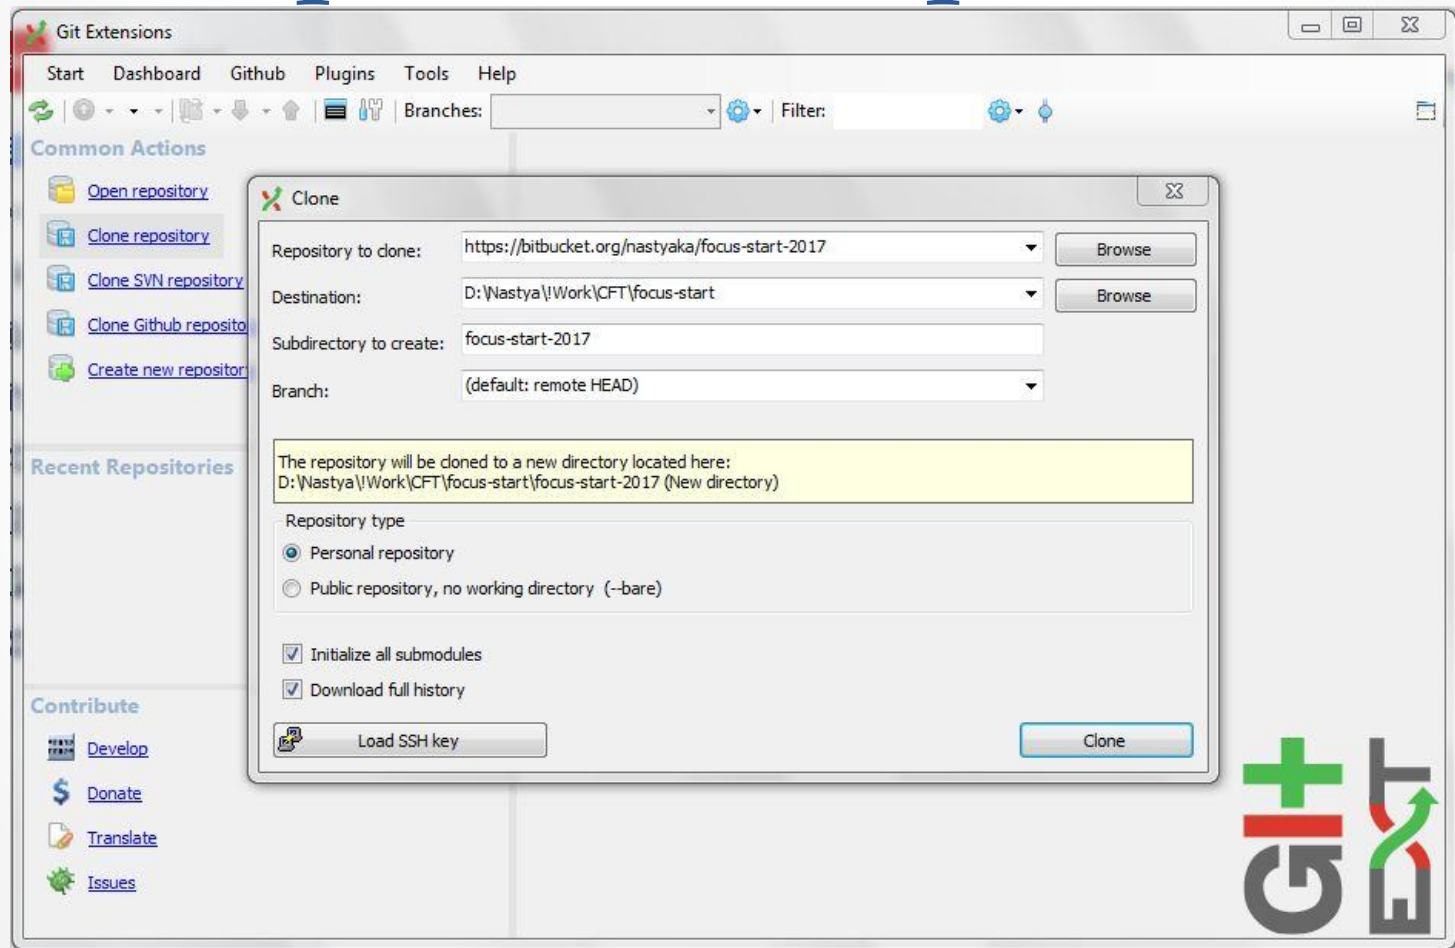 Git Extensions
Start Dashboard Github Plugins Tools Help
Branches: Filter:
Common Actions
Open repository
Clone repository
Clone SVN repository
Clone Github reposito
Create new repositor
Recent Repositories
Contribute
Develop
Donate
Translate
Issues
Clone
Repository to clone: https://bitbucket.org/nastyaka/focus-start-2017 Browse
Destination: D:\Nastya\!Work\CFT\focus-start Browse
Subdirectory to create: focus-start-2017
Branch: (default: remote HEAD)
The repository will be cloned to a new directory located here:
D:\Nastya\!Work\CFT\focus-start\focus-start-2017 (New directory)
Repository type
Personal repository
Public repository, no working directory (--bare)
Initialize all submodules
Download full history
Load SSH key Clone
GIT
EXT